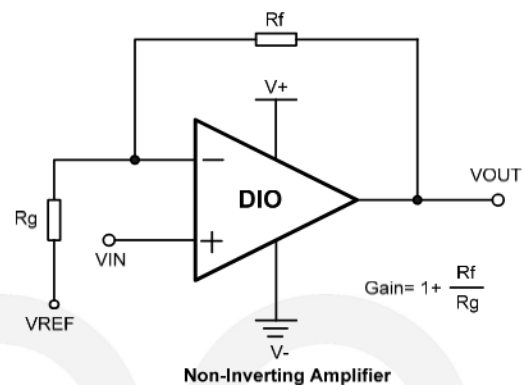 Rf
V+
−
DIO
VOUT
Rg
+
VIN
Gain= 1+ Rf
Rg
VREF
V-
Non-Inverting Amplifier